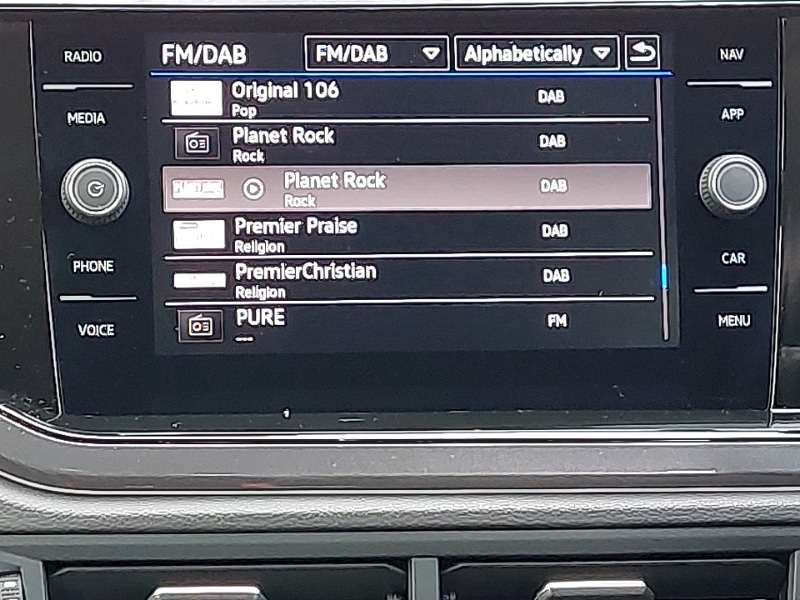 RADIO
MEDIA
PHONE
VOICE
FM/DAB
FM/DAB
Alphabetically
Original 106
Pop
DAB
Planet Rock
Rock
DAB
Planet Rock
Rock
DAB
Premier Praise
Religion
DAB
PremierChristian
Religion
DAB
PURE
----
FM
NAV
APP
CAR
MENU